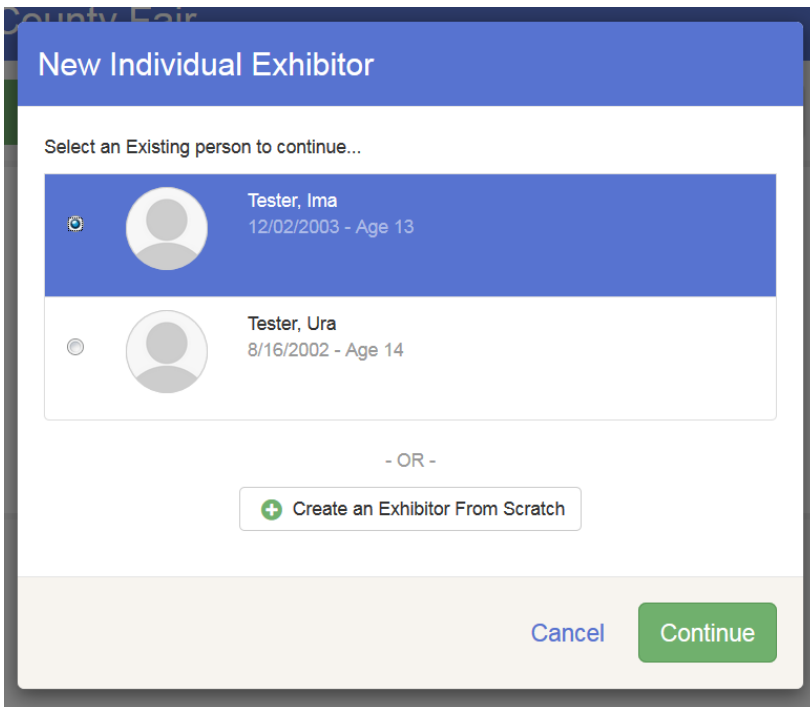 County Fair
New Individual Exhibitor
Select an Existing person to continue...
Tester, Ima
12/02/2003 - Age 13
Tester, Ura
8/16/2002 - Age 14
- OR -
Create an Exhibitor From Scratch
Cancel
Continue